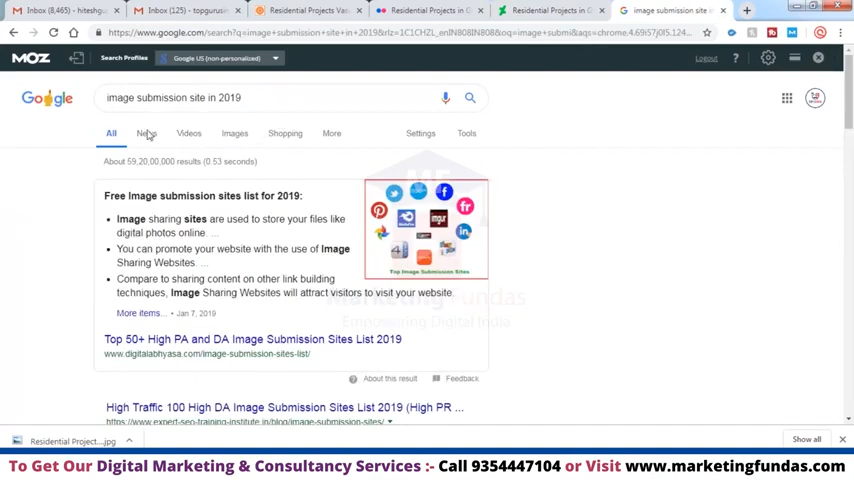 Inbox (8,465) - hiteshgu
Inbox (125) - topgurusin
Residential Projects Vas
Residential Projects in G
Residential Projects in G
image submission site in
https://www.google.com/search?q=image+submission+site+in+2019&rlz=1C1CHZL_enIN808IN808&oq=image+submi&aqs=chrome.4.69i57j0l5.124...
MOZ
Search Profiles
Google US (non-personalized)
Logout
?
Google
image submission site in 2019
All
News
Videos
Images
Shopping
More
Settings
Tools
About 59,20,00,000 results (0.53 seconds)
Free Image submission sites list for 2019:
Image sharing sites are used to store your files like
digital photos online. ...
You can promote your website with the use of Image
Sharing Websites. ...
Compare to sharing content on other link building
techniques, Image Sharing Websites will attract visitors to visit your website.
More items... • Jan 7, 2019
imgur
Top Image Submission Sites
Marketing Fundas
Empowering Digital India
Top 50+ High PA and DA Image Submission Sites List 2019
www.digitalabhyasa.com/image-submission-sites-list/
About this result
Feedback
High Traffic 100 High DA Image Submission Sites List 2019 (High PR ...
https://www.expert-seo-training-institute.in/blog/image-submission-sites/
Residential Project....jpg
Show all
To Get Our Digital Marketing & Consultancy Services :- Call 9354447104 or Visit www.marketingfundas.com